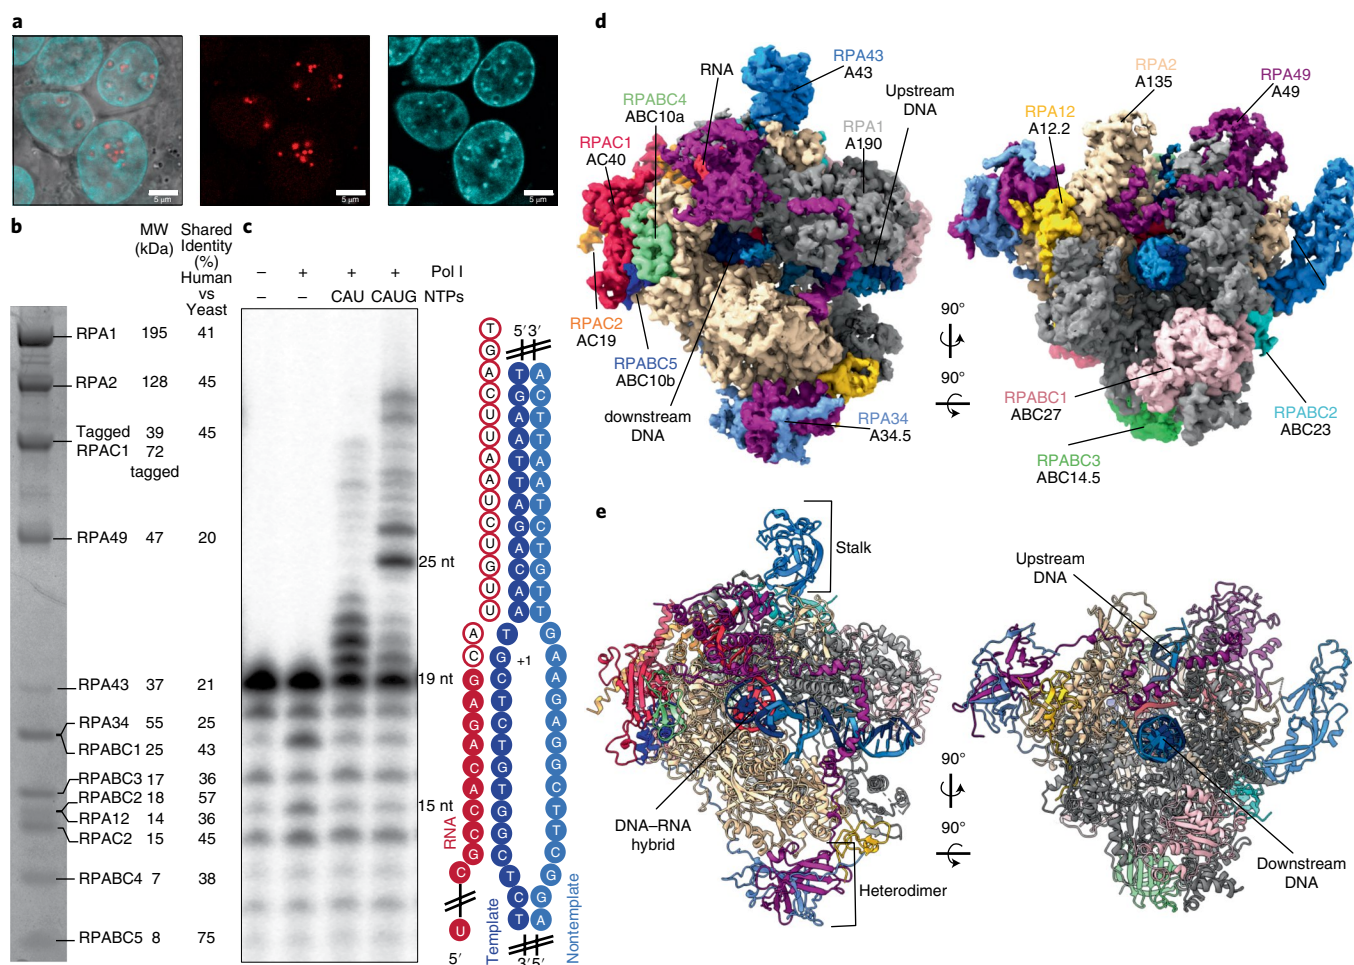 a
5 μm
5 μm
5 μm
b
MW
(kDa)
Shared
Identity
(%)
Human
vs
Yeast
RPA1 195 41
RPA2 128 45
Tagged 39 45
RPAC1 72
tagged
RPA49 47 20
RPA43 37 21
RPA34 55 25
RPABC1 25 43
RPABC3 17 36
RPABC2 18 57
RPA12 14 36
RPAC2 15 45
RPABC4 7 38
RPABC5 8 75
c
– + + + Pol I
– – CAU CAUG NTPs
25 nt
19 nt
15 nt
5′ 3′
T
G
A T A
C G C
U A T
U A T
A T A
A T A
U A T
C G C
U A T
G C G
U A T
U A T
A T G
C G +1 A
G C G
A T A
G C G
A T G
C G G
A T C
C G T
C G T
G C C
C T G
C G
U T A
RNA
Template
Nontemplate
5′ 3′ 5′
d
RNA
RPA43
A43
RPABC4
ABC10a
Upstream
DNA
RPAC1
AC40
RPA1
A190
RPAC2
AC19
RPABC5
ABC10b
downstream
DNA
RPA34
A34.5
90°
90°
RPA2
A135
RPA49
A49
RPA12
A12.2
RPABC1
ABC27
RPABC2
ABC23
RPABC3
ABC14.5
e
Stalk
DNA–RNA
hybrid
Heterodimer
90°
90°
Upstream
DNA
Downstream
DNA